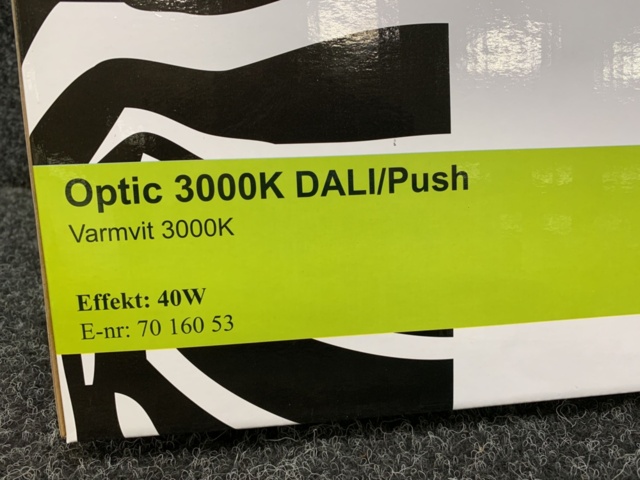 Optic 3000K DALI/Push
Varmvit 3000K
Effekt: 40W
E-nr: 70 160 53